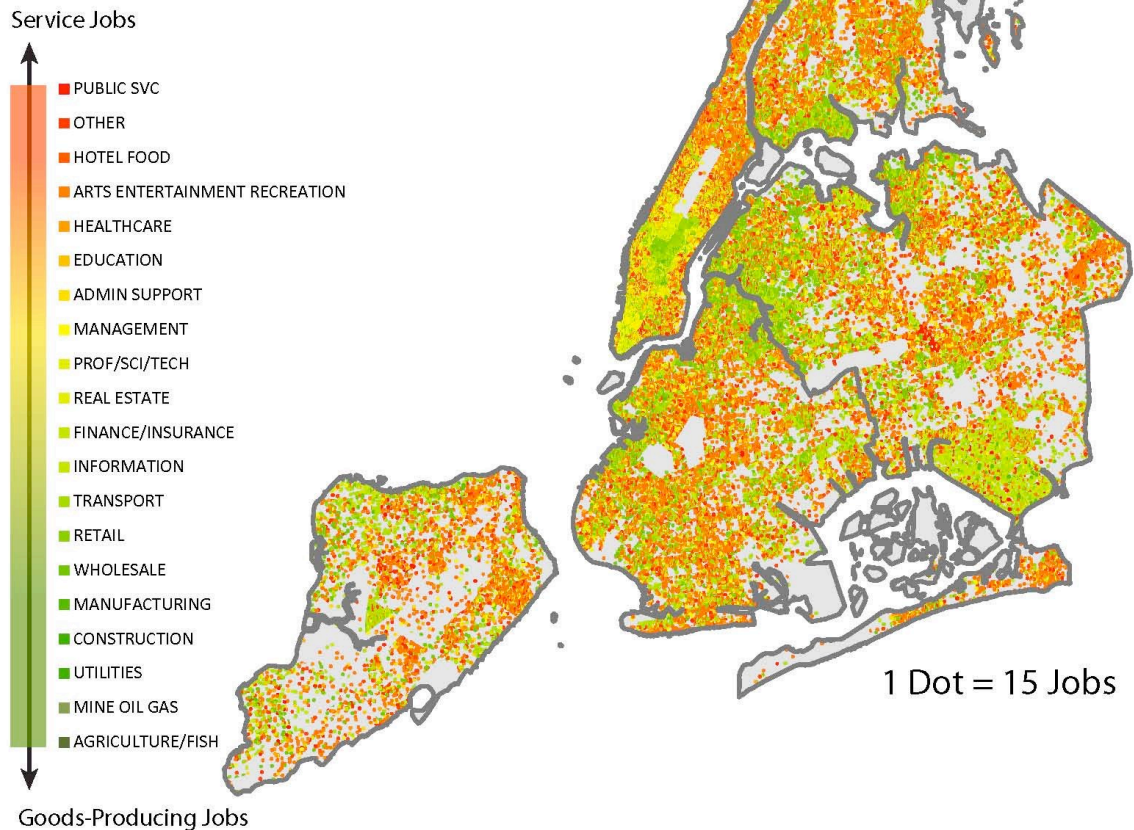 Service Jobs
PUBLIC SVC
OTHER
HOTEL FOOD
ARTS ENTERTAINMENT RECREATION
HEALTHCARE
EDUCATION
ADMIN SUPPORT
MANAGEMENT
PROF/SCI/TECH
REAL ESTATE
FINANCE/INSURANCE
INFORMATION
TRANSPORT
RETAIL
WHOLESALE
MANUFACTURING
CONSTRUCTION
UTILITIES
MINE OIL GAS
AGRICULTURE/FISH
Goods-Producing Jobs
1 Dot = 15 Jobs